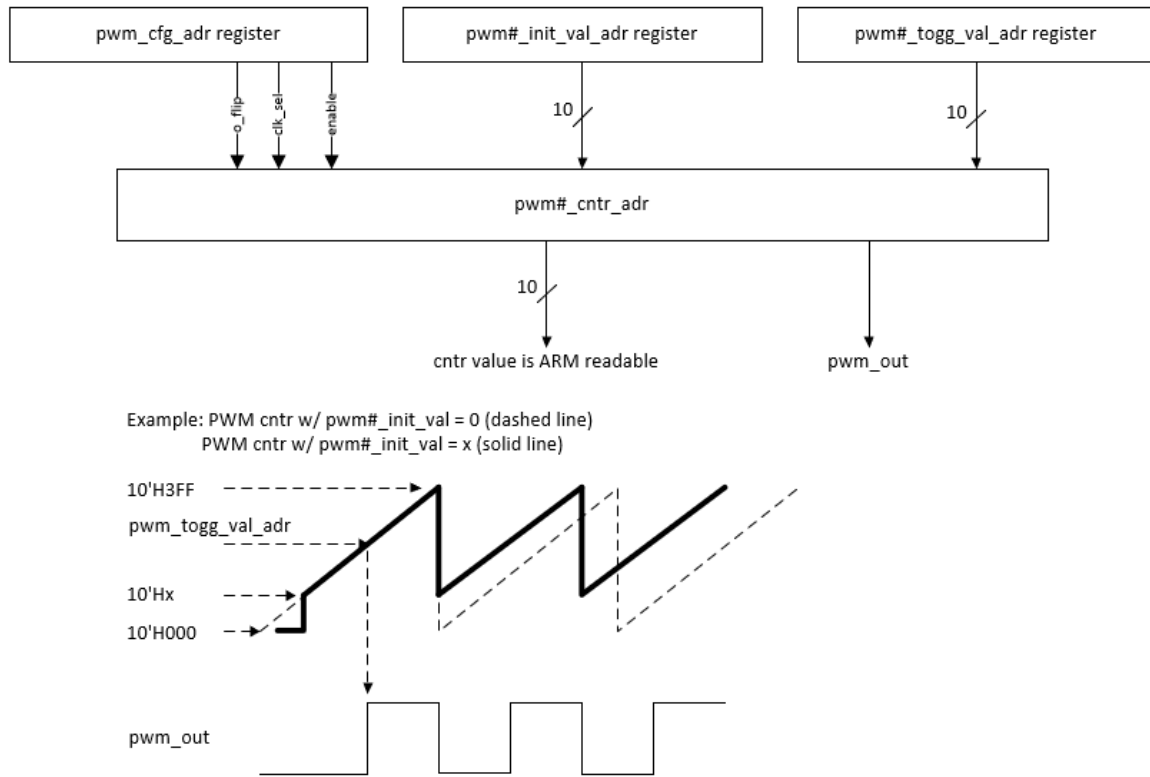 pwm_cfg_adr register
pwm#_init_val_adr register
pwm#_togg_val_adr register
o_flip
clk_sel
enable
10
10
pwm#_cntr_adr
10
cntr value is ARM readable
pwm_out
Example: PWM cntr w/ pwm#_init_val = 0 (dashed line)
PWM cntr w/ pwm#_init_val = x (solid line)
10'H3FF
pwm_togg_val_adr
10'Hx
10'H000
pwm_out